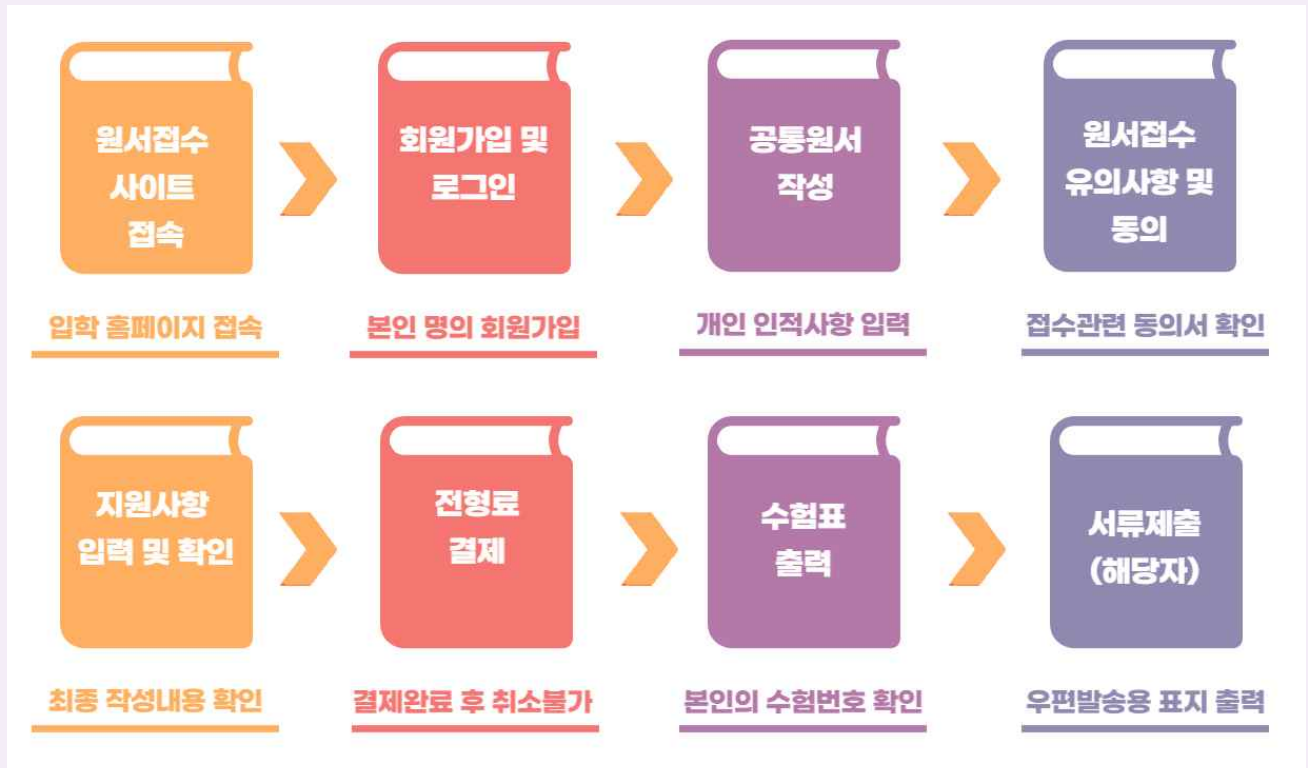 원서접수
사이트
접속
회원가입 및
로그인
공통원서
작성
원서접수
유의사항 및
동의
입학 홈페이지 접속
본인 명의 회원가입
개인 인적사항 입력
접수관련 동의서 확인
지원사항
입력 및 확인
전형료
결제
수험표
출력
서류제출
(해당자)
최종 작성내용 확인
결제완료 후 취소불가
본인의 수험번호 확인
우편발송용 표지 출력